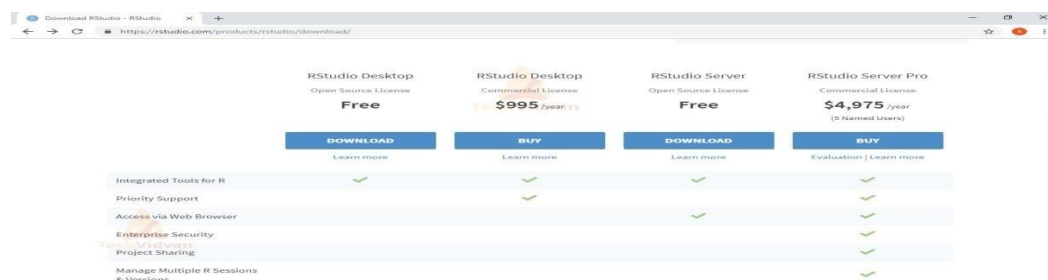 Download RStudio - RStudio
https://rstudio.com/products/rstudio/download/
RStudio Desktop
Open Source License
Free
DOWNLOAD
Learn more
RStudio Desktop
Commercial License
$995 /year
BUY
Learn more
RStudio Server
Open Source License
Free
DOWNLOAD
Learn more
RStudio Server Pro
Commercial License
$4,975 /year
(5 Named Users)
BUY
Evaluation | Learn more
Integrated Tools for R
Priority Support
Access via Web Browser
Enterprise Security
TechVidvan
Project Sharing
Manage Multiple R Sessions
& Versions